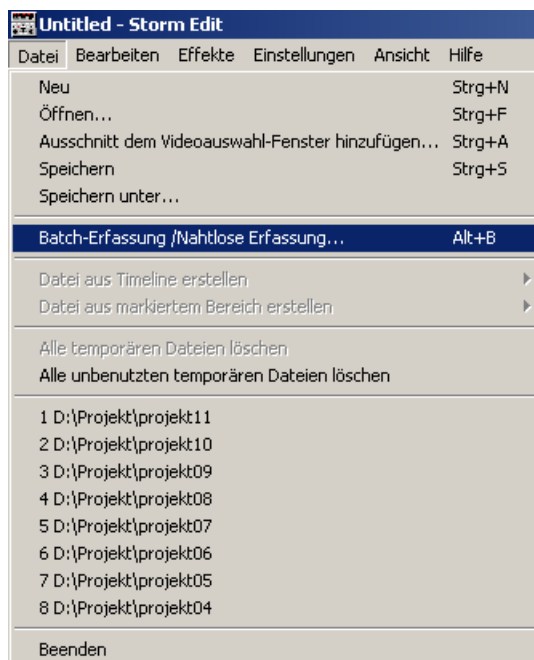 Untitled - Storm Edit
Datei Bearbeiten Effekte Einstellungen Ansicht Hilfe
Neu Strg+N
Öffnen... Strg+F
Ausschnitt dem Videoauswahl-Fenster hinzufügen... Strg+A
Speichern Strg+S
Speichern unter...
Batch-Erfassung /Nahtlose Erfassung... Alt+B
Datei aus Timeline erstellen
Datei aus markiertem Bereich erstellen
Alle temporären Dateien löschen
Alle unbenutzten temporären Dateien löschen
1 D:\Projekt\projekt11
2 D:\Projekt\projekt10
3 D:\Projekt\projekt09
4 D:\Projekt\projekt08
5 D:\Projekt\projekt07
6 D:\Projekt\projekt06
7 D:\Projekt\projekt05
8 D:\Projekt\projekt04
Beenden